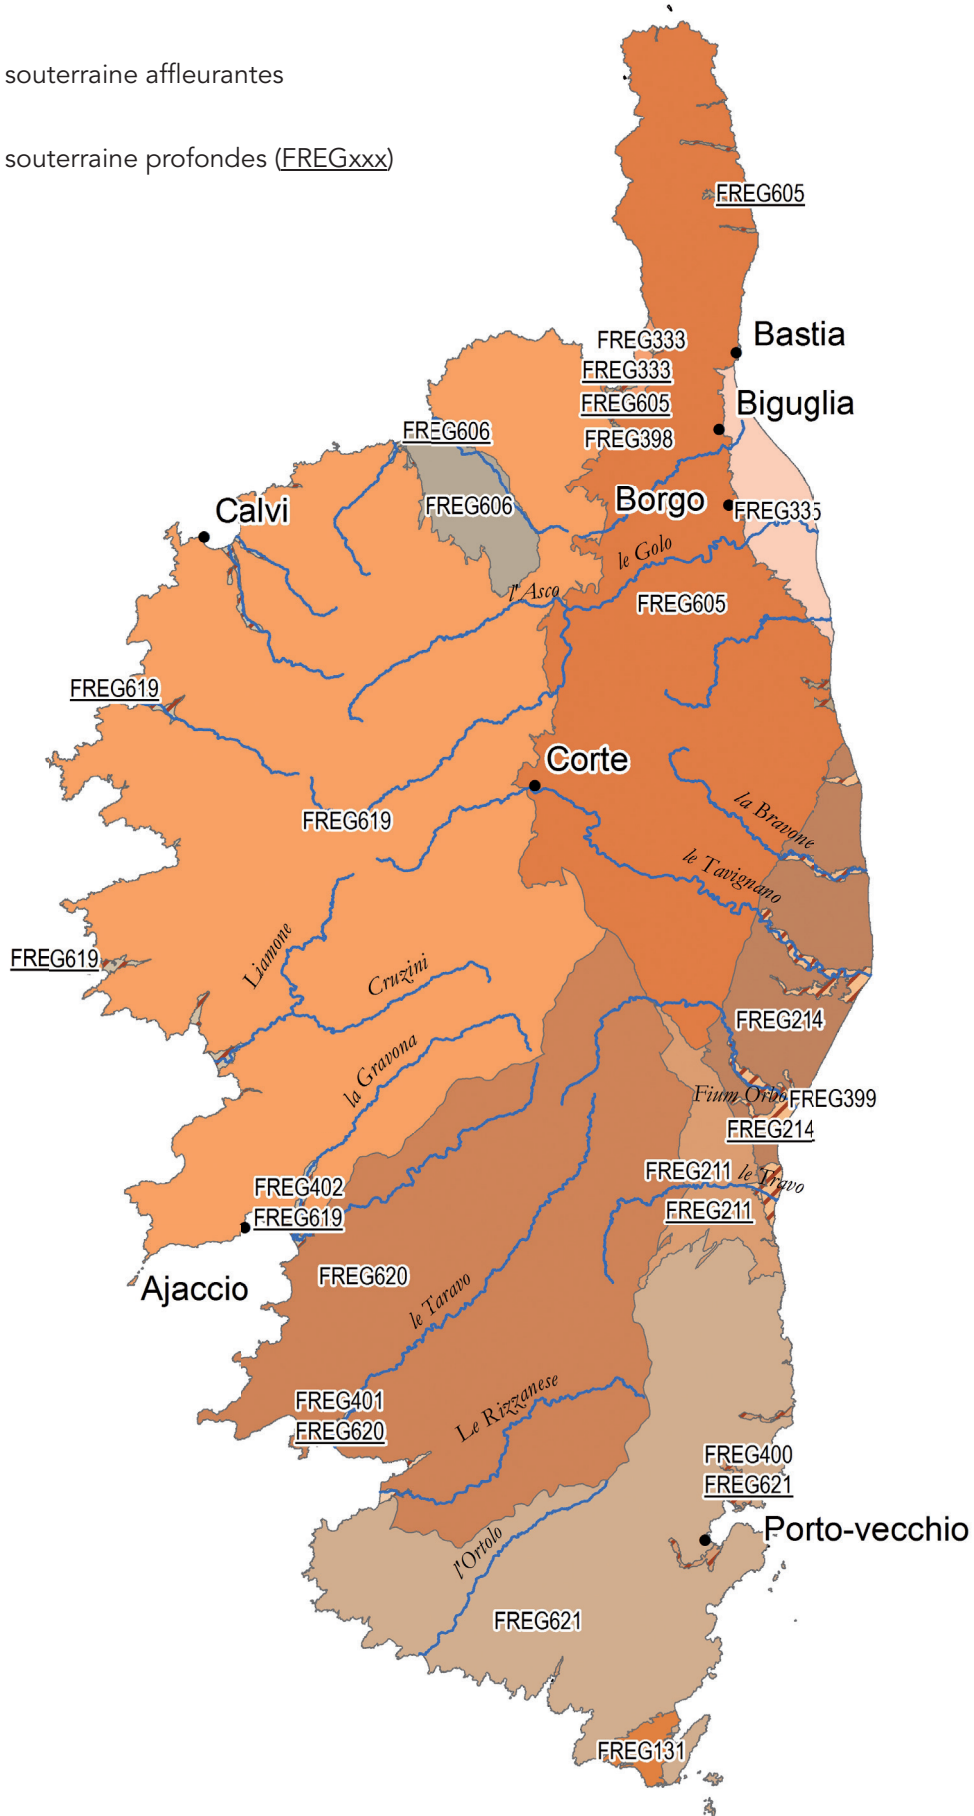 souterraine affleurantes
souterraine profondes (FREGxxx)
FREG605
Bastia
FREG333
FREG333
Biguglia
FREG605
FREG606
FREG398
Calvi
FREG606
Borgo
FREG335
le Golo
l'Asco
FREG605
FREG619
Corte
FREG619
la Bravone
le Tavignano
Liamone
FREG619
Cruzini
FREG214
la Gravona
Fium Orbo
FREG399
FREG214
FREG211
le Travo
FREG402
FREG211
FREG619
Ajaccio
FREG620
le Taravo
FREG401
Le Rizzanese
FREG620
FREG400
FREG621
Porto-vecchio
l'Ortolo
FREG621
FREG131